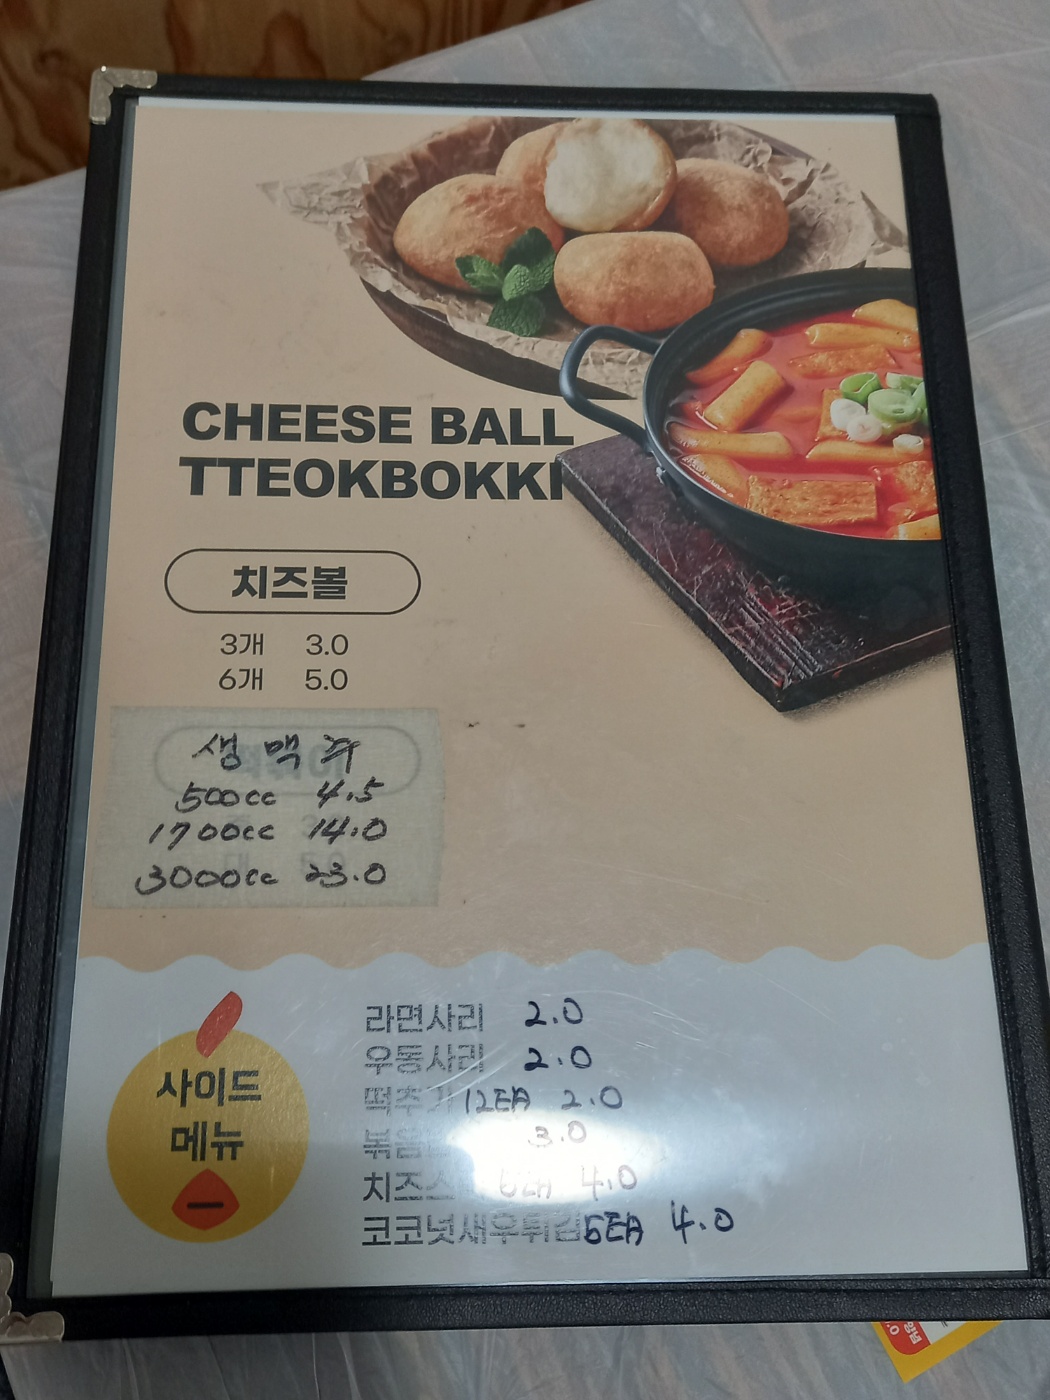 CHEESE BALL
TTEOKBOKKI
치즈볼
3개 3.0
6개 5.0
생맥주
500cc 4.5
1700cc 14.0
3000cc 23.0
사이드
메뉴
라면사리 2.0
우동사리 2.0
떡추가 12EA 2.0
3.0
4.0
코코넛새우튀김 5EA 4.0